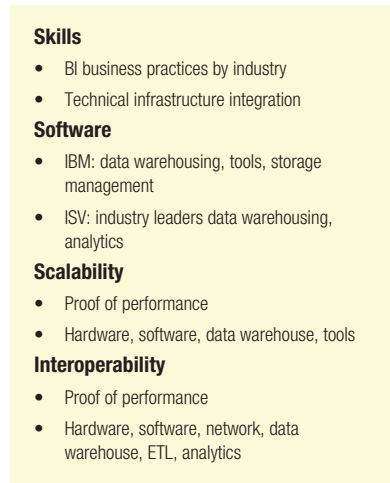 Skills
• BI business practices by industry
• Technical infrastructure integration
Software
• IBM: data warehousing, tools, storage
management
• ISV: industry leaders data warehousing,
analytics
Scalability
• Proof of performance
• Hardware, software, data warehouse, tools
Interoperability
• Proof of performance
• Hardware, software, network, data
warehouse, ETL, analytics